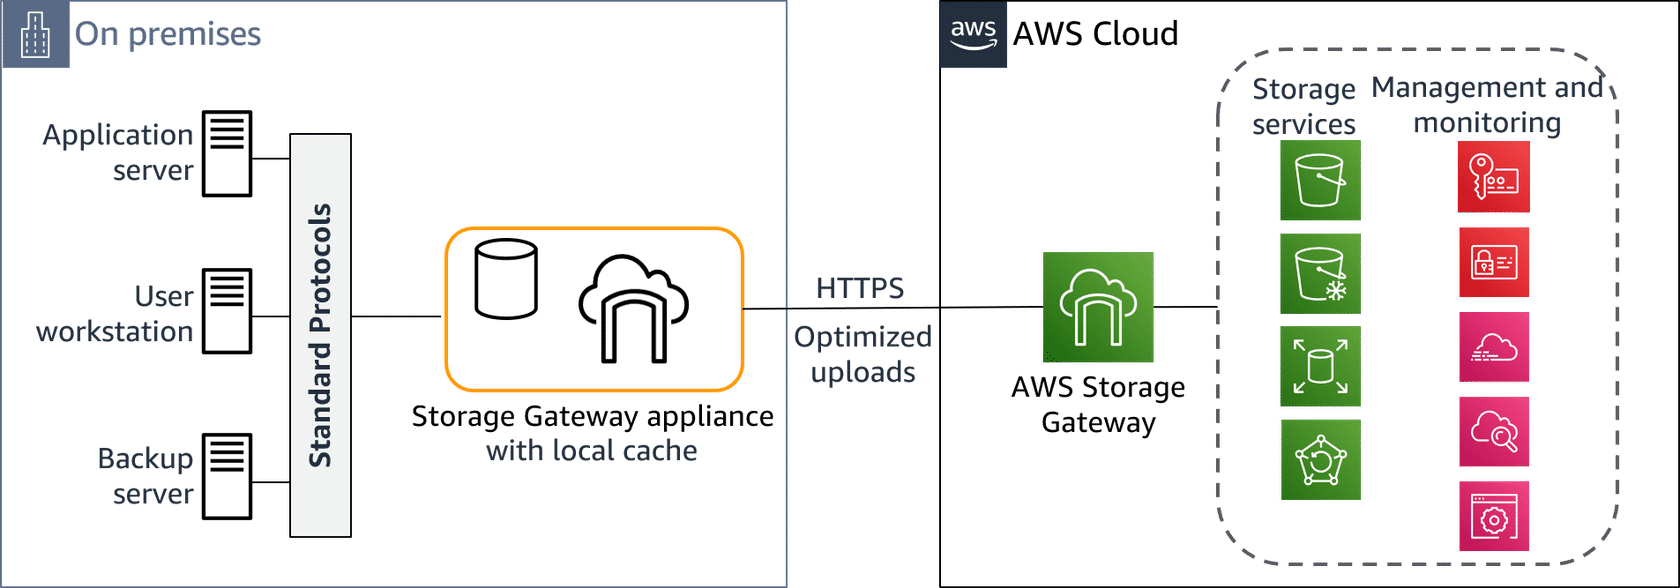 On premises
Application
server
User
workstation
Backup
server
Standard Protocols
Storage Gateway appliance
with local cache
HTTPS
Optimized
uploads
aws
AWS Cloud
AWS Storage
Gateway
Storage
services
Management and
monitoring